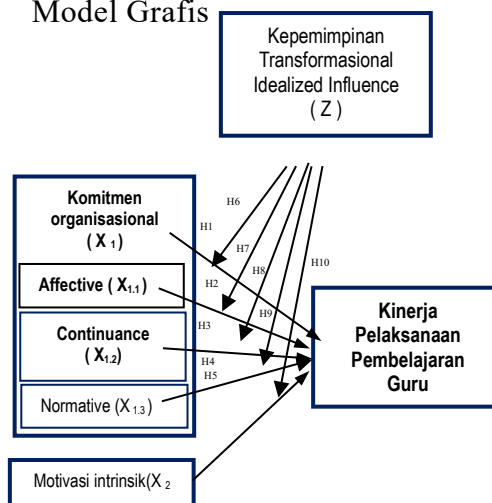 Model Grafis
Kepemimpinan
Transformasional
Idealized Influence
( Z )
Komitmen
organisasional
( X 1 )
Affective ( X1.1 )
Continuance
( X1.2)
Normative (X 1.3 )
Motivasi intrinsik(X 2
H6
H1
H7
H2
H8
H10
H3
H9
H4
H5
Kinerja
Pelaksanaan
Pembelajaran
Guru